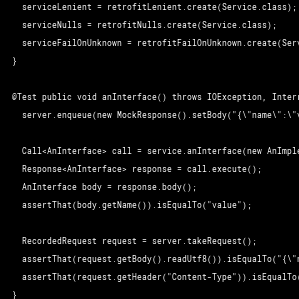 serviceLenient = retrofitLenient.create(Service.class);
serviceNulls = retrofitNulls.create(Service.class);
serviceFailOnUnknown = retrofitFailOnUnknown.create(Ser
}
@Test public void anInterface() throws IOException, Inter
server.enqueue(new MockResponse().setBody("{\"name\":\"v
Call<AnInterface> call = service.anInterface(new AnImple
Response<AnInterface> response = call.execute();
AnInterface body = response.body();
assertThat(body.getName()).isEqualTo("value");
RecordedRequest request = server.takeRequest();
assertThat(request.getBody().readUtf8()).isEqualTo("{\"n
assertThat(request.getHeader("Content-Type")).isEqualTo
}